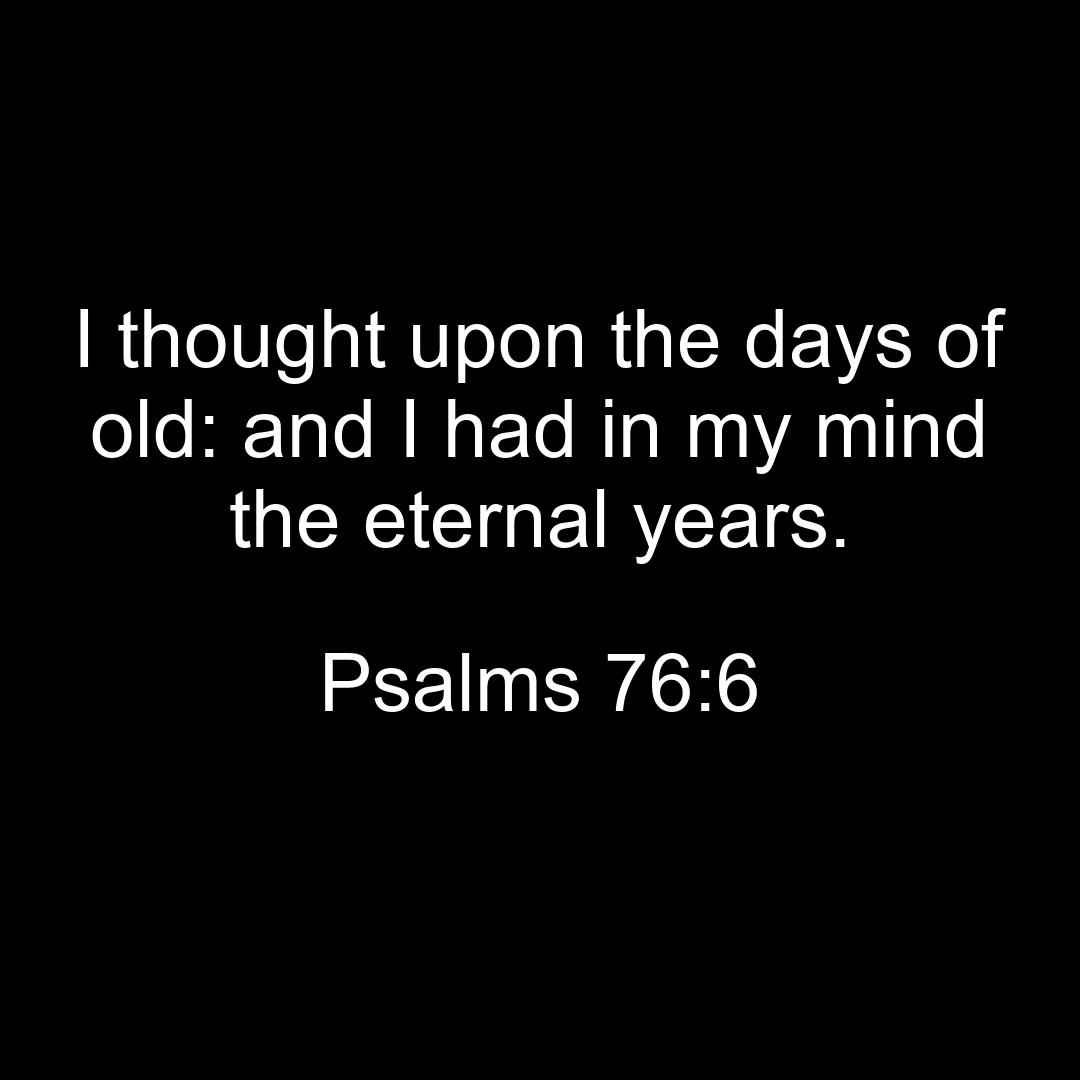 I thought upon the days of
old: and I had in my mind
the eternal years.
Psalms 76:6